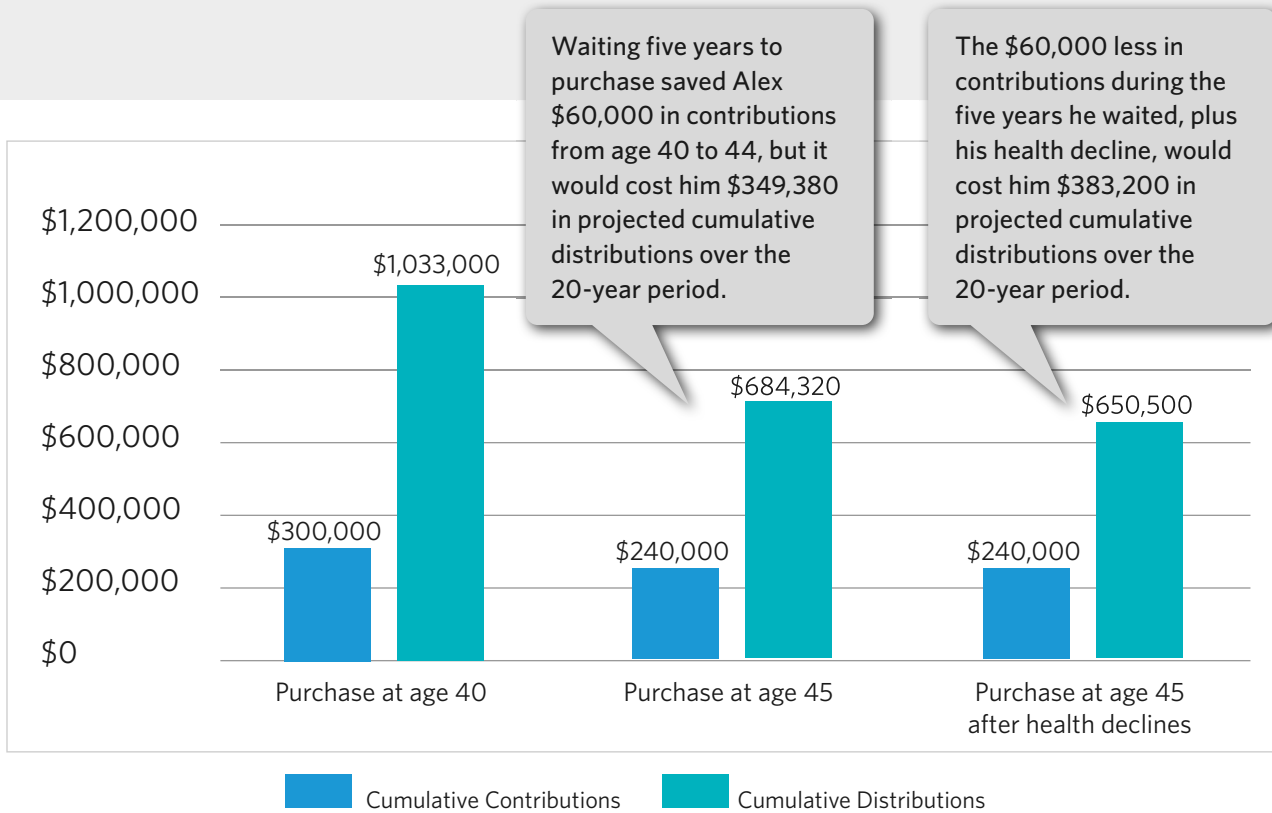 Waiting five years to
purchase saved Alex
$60,000 in contributions
from age 40 to 44, but it
would cost him $349,380
in projected cumulative
distributions over the
20-year period.
The $60,000 less in
contributions during the
five years he waited, plus
his health decline, would
cost him $383,200 in
projected cumulative
distributions over the
20-year period.
$1,200,000
$1,000,000
$800,000
$600,000
$400,000
$200,000
$0
$300,000
$1,033,000
$240,000
$684,320
$240,000
$650,500
Purchase at age 40
Purchase at age 45
Purchase at age 45
after health declines
Cumulative Contributions
Cumulative Distributions